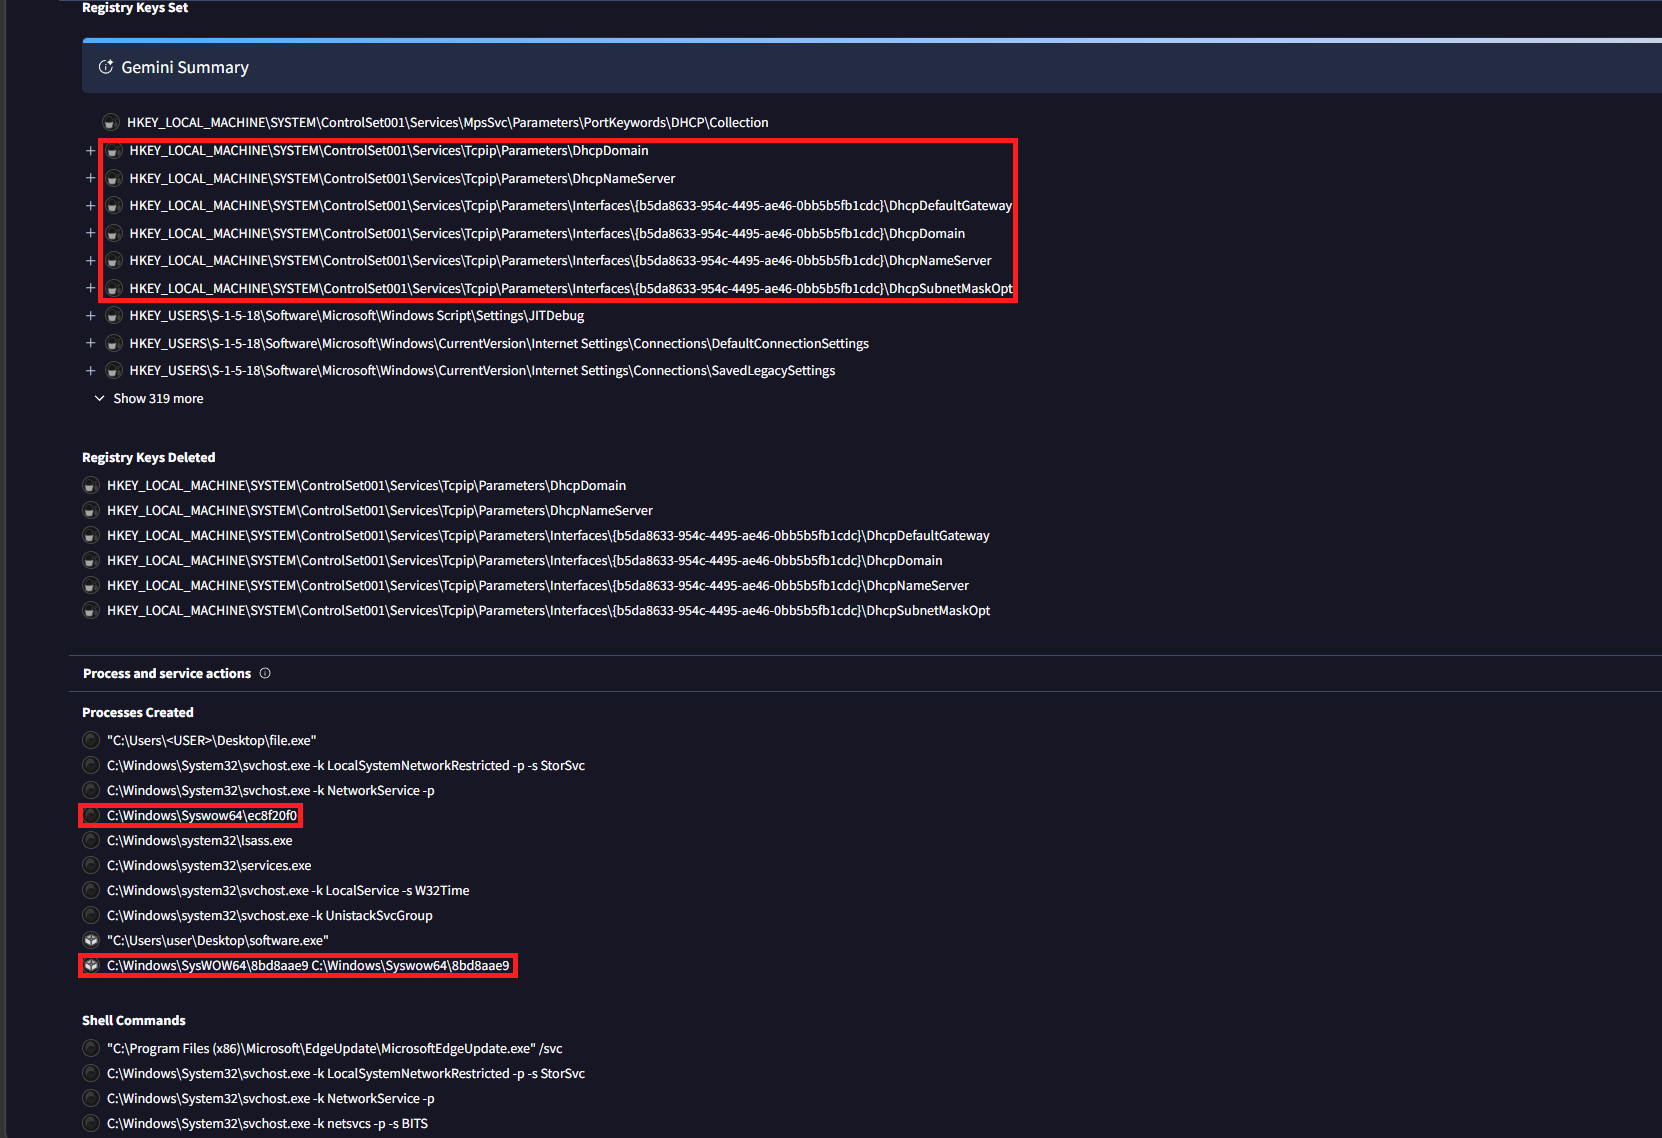 Registry Keys Set
Gemini Summary
HKEY_LOCAL_MACHINE\SYSTEM\ControlSet001\Services\MpsSvc\Parameters\PortKeywords\DHCP\Collection
+ HKEY_LOCAL_MACHINE\SYSTEM\ControlSet001\Services\Tcpip\Parameters\DhcpDomain
+ HKEY_LOCAL_MACHINE\SYSTEM\ControlSet001\Services\Tcpip\Parameters\DhcpNameServer
+ HKEY_LOCAL_MACHINE\SYSTEM\ControlSet001\Services\Tcpip\Parameters\Interfaces\{b5da8633-954c-4495-ae46-0bb5b5fb1cdc}\DhcpDefaultGateway
+ HKEY_LOCAL_MACHINE\SYSTEM\ControlSet001\Services\Tcpip\Parameters\Interfaces\{b5da8633-954c-4495-ae46-0bb5b5fb1cdc}\DhcpDomain
+ HKEY_LOCAL_MACHINE\SYSTEM\ControlSet001\Services\Tcpip\Parameters\Interfaces\{b5da8633-954c-4495-ae46-0bb5b5fb1cdc}\DhcpNameServer
+ HKEY_LOCAL_MACHINE\SYSTEM\ControlSet001\Services\Tcpip\Parameters\Interfaces\{b5da8633-954c-4495-ae46-0bb5b5fb1cdc}\DhcpSubnetMaskOpt
+ HKEY_USERS\S-1-5-18\Software\Microsoft\Windows Script\Settings\JITDebug
+ HKEY_USERS\S-1-5-18\Software\Microsoft\Windows\CurrentVersion\Internet Settings\Connections\DefaultConnectionSettings
+ HKEY_USERS\S-1-5-18\Software\Microsoft\Windows\CurrentVersion\Internet Settings\Connections\SavedLegacySettings
Show 319 more
Registry Keys Deleted
HKEY_LOCAL_MACHINE\SYSTEM\ControlSet001\Services\Tcpip\Parameters\DhcpDomain
HKEY_LOCAL_MACHINE\SYSTEM\ControlSet001\Services\Tcpip\Parameters\DhcpNameServer
HKEY_LOCAL_MACHINE\SYSTEM\ControlSet001\Services\Tcpip\Parameters\Interfaces\{b5da8633-954c-4495-ae46-0bb5b5fb1cdc}\DhcpDefaultGateway
HKEY_LOCAL_MACHINE\SYSTEM\ControlSet001\Services\Tcpip\Parameters\Interfaces\{b5da8633-954c-4495-ae46-0bb5b5fb1cdc}\DhcpDomain
HKEY_LOCAL_MACHINE\SYSTEM\ControlSet001\Services\Tcpip\Parameters\Interfaces\{b5da8633-954c-4495-ae46-0bb5b5fb1cdc}\DhcpNameServer
HKEY_LOCAL_MACHINE\SYSTEM\ControlSet001\Services\Tcpip\Parameters\Interfaces\{b5da8633-954c-4495-ae46-0bb5b5fb1cdc}\DhcpSubnetMaskOpt
Process and service actions
Processes Created
"C:\Users\<USER>\Desktop\file.exe"
C:\Windows\System32\svchost.exe -k LocalSystemNetworkRestricted -p -s StorSvc
C:\Windows\System32\svchost.exe -k NetworkService -p
C:\Windows\Syswow64\ec8f20f0
C:\Windows\system32\lsass.exe
C:\Windows\system32\services.exe
C:\Windows\system32\svchost.exe -k LocalService -s W32Time
C:\Windows\system32\svchost.exe -k UnistackSvcGroup
"C:\Users\user\Desktop\software.exe"
C:\Windows\SysWOW64\8bd8aae9 C:\Windows\Syswow64\8bd8aae9
Shell Commands
"C:\Program Files (x86)\Microsoft\EdgeUpdate\MicrosoftEdgeUpdate.exe" /svc
C:\Windows\System32\svchost.exe -k LocalSystemNetworkRestricted -p -s StorSvc
C:\Windows\System32\svchost.exe -k NetworkService -p
C:\Windows\System32\svchost.exe -k netsvcs -p -s BITS